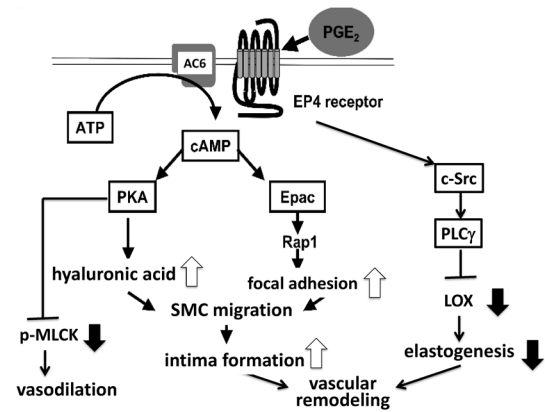 PGE2
AC6
EP4 receptor
ATP
cAMP
c-Src
PKA
Epac
PLCγ
Rap1
hyaluronic acid
focal adhesion
LOX
SMC migration
p-MLCK
elastogenesis
intima formation
vasodilation
vascular
remodeling